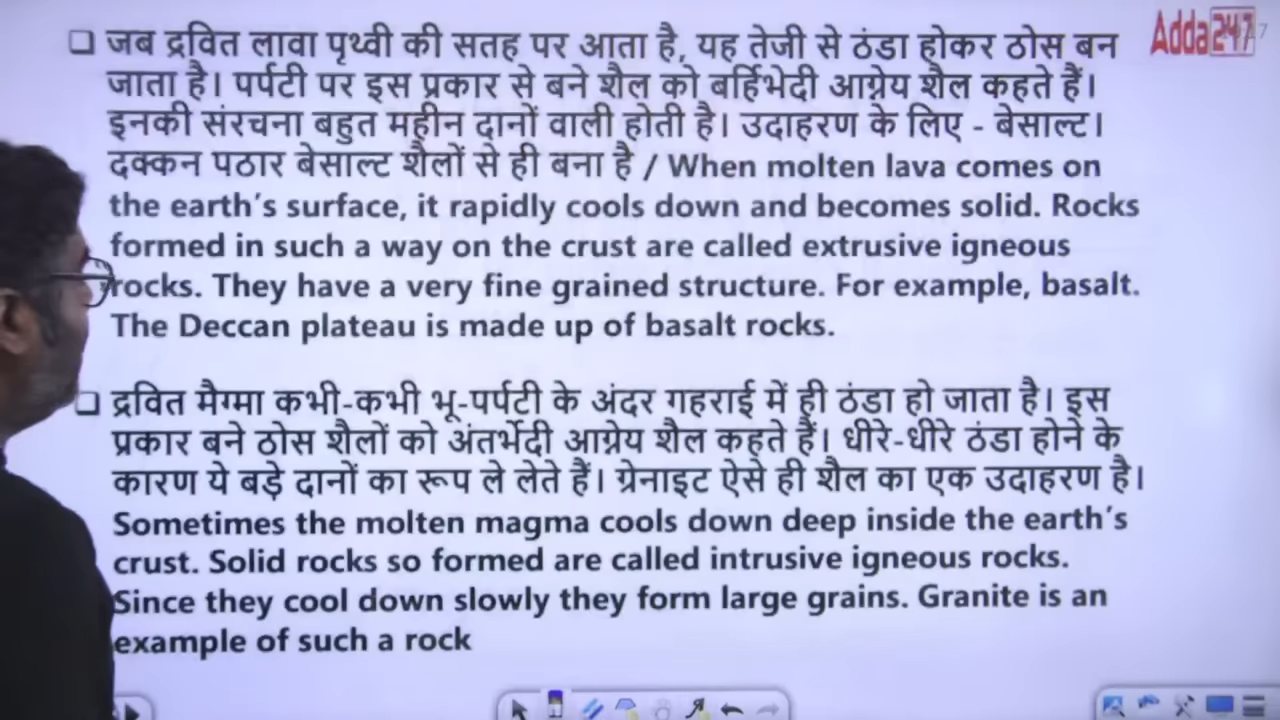 Adda247
❑ जब द्रवित लावा पृथ्वी की सतह पर आता है, यह तेजी से ठंडा होकर ठोस बन
जाता है। पर्पटी पर इस प्रकार से बने शैल को बर्हिभेदी आग्नेय शैल कहते हैं।
इनकी संरचना बहुत महीन दानों वाली होती है। उदाहरण के लिए - बेसाल्ट।
दक्कन पठार बेसाल्ट शैलों से ही बना है / When molten lava comes on
the earth's surface, it rapidly cools down and becomes solid. Rocks
formed in such a way on the crust are called extrusive igneous
rocks. They have a very fine grained structure. For example, basalt.
The Deccan plateau is made up of basalt rocks.
❑ द्रवित मैग्मा कभी-कभी भू-पर्पटी के अंदर गहराई में ही ठंडा हो जाता है। इस
प्रकार बने ठोस शैलों को अंतर्भेदी आग्नेय शैल कहते हैं। धीरे-धीरे ठंडा होने के
कारण ये बड़े दानों का रूप ले लेते हैं। ग्रेनाइट ऐसे ही शैल का एक उदाहरण है।
Sometimes the molten magma cools down deep inside the earth's
crust. Solid rocks so formed are called intrusive igneous rocks.
Since they cool down slowly they form large grains. Granite is an
example of such a rock